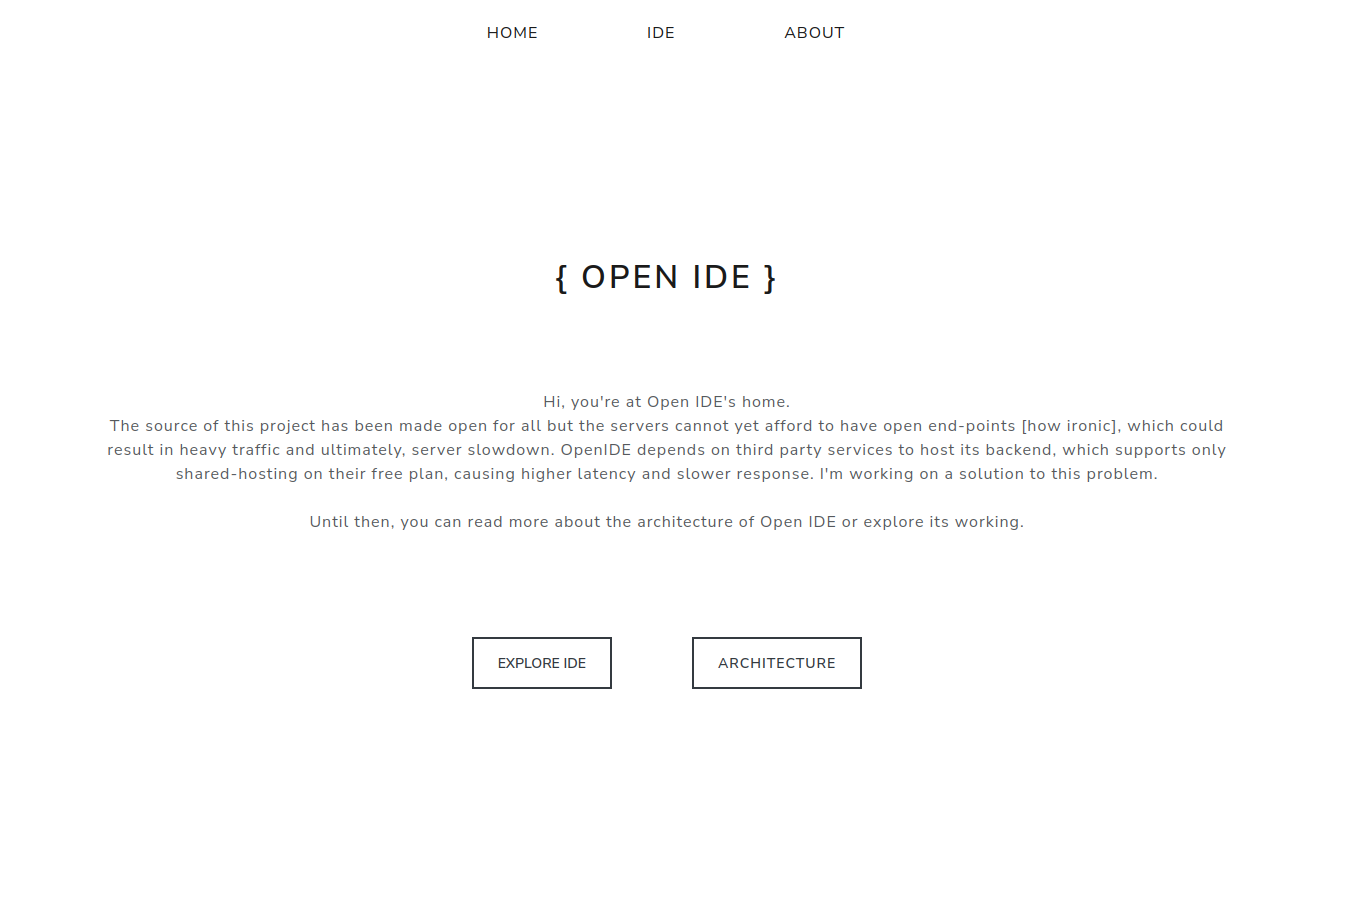 HOME IDE ABOUT
{ OPEN IDE }
Hi, you're at Open IDE's home.
The source of this project has been made open for all but the servers cannot yet afford to have open end-points [how ironic], which could
result in heavy traffic and ultimately, server slowdown. OpenIDE depends on third party services to host its backend, which supports only
shared-hosting on their free plan, causing higher latency and slower response. I'm working on a solution to this problem.
Until then, you can read more about the architecture of Open IDE or explore its working.
EXPLORE IDE ARCHITECTURE